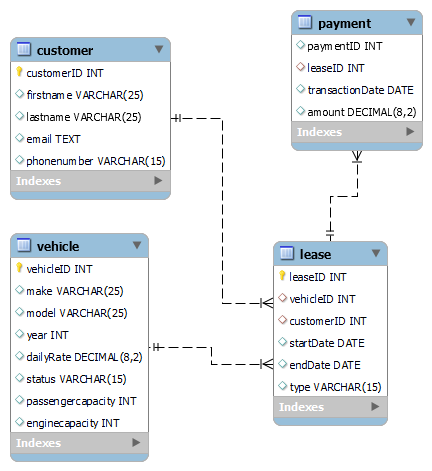 customer
customerID INT
firstname VARCHAR(25)
lastname VARCHAR(25)
email TEXT
phonenumber VARCHAR(15)
Indexes
payment
paymentID INT
leaseID INT
transactionDate DATE
amount DECIMAL(8,2)
Indexes
vehicle
vehicleID INT
make VARCHAR(25)
model VARCHAR(25)
year INT
dailyRate DECIMAL(8,2)
status VARCHAR(15)
passengercapacity INT
enginecapacity INT
Indexes
lease
leaseID INT
vehicleID INT
customerID INT
startDate DATE
endDate DATE
type VARCHAR(15)
Indexes